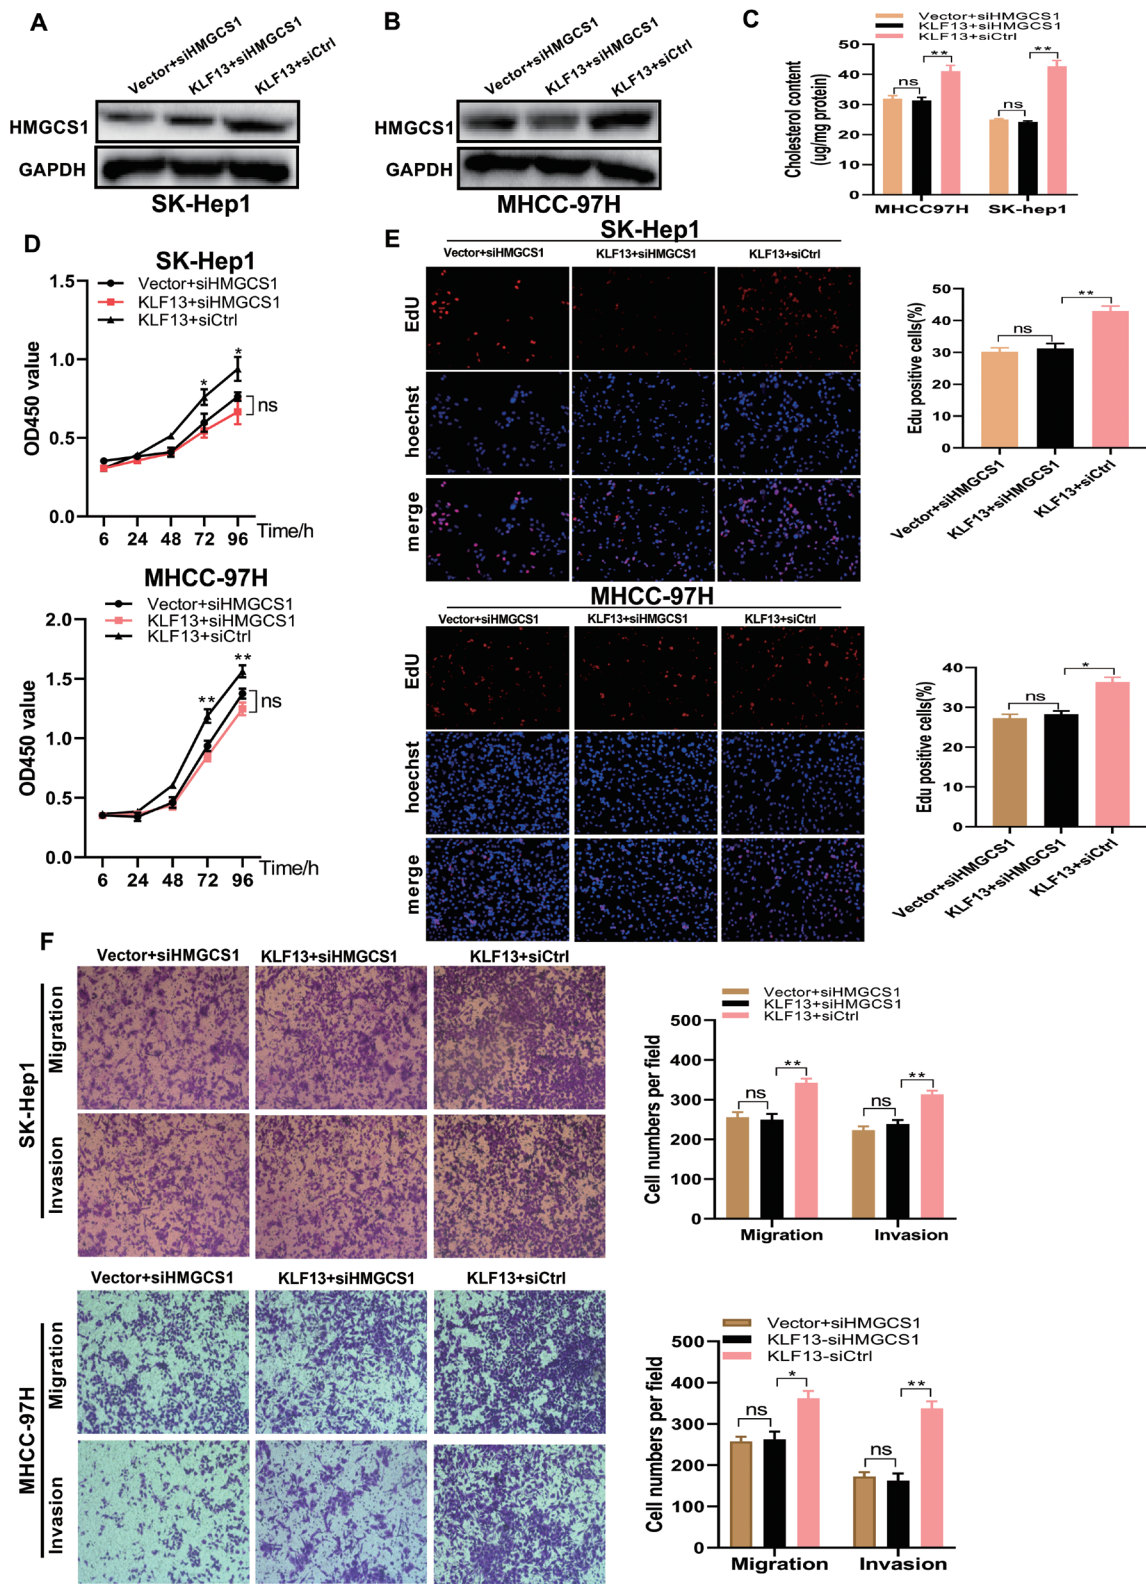 A
Vector+siHMGCS1
KLF13+siHMGCS1
KLF13+siCtrl
HMGCS1
GAPDH
SK-Hep1
B
Vector+siHMGCS1
KLF13+siHMGCS1
KLF13+siCtrl
HMGCS1
GAPDH
MHCC-97H
C
Vector+siHMGCS1
KLF13+siHMGCS1
KLF13+siCtrl
Cholesterol content
(ug/mg protein)
50
40
30
20
10
0
ns
**
ns
**
MHCC97H
SK-hep1
D
SK-Hep1
Vector+siHMGCS1
KLF13+siHMGCS1
KLF13+siCtrl
OD450 value
1.5
1.0
0.5
0.0
*
*
ns
6 24 48 72 96
Time/h
MHCC-97H
Vector+siHMGCS1
KLF13+siHMGCS1
KLF13+siCtrl
OD450 value
2.0
1.5
1.0
0.5
0.0
**
**
ns
6 24 48 72 96
Time/h
E
SK-Hep1
Vector+siHMGCS1
KLF13+siHMGCS1
KLF13+siCtrl
EdU
hoechst
merge
Edu positive cells(%)
50
40
30
20
10
0
ns
**
Vector+siHMGCS1
KLF13+siHMGCS1
KLF13+siCtrl
MHCC-97H
Vector+siHMGCS1
KLF13+siHMGCS1
KLF13+siCtrl
EdU
hoechst
merge
Edu positive cells(%)
40
30
20
10
0
ns
*
Vector+siHMGCS1
KLF13+siHMGCS1
KLF13+siCtrl
F
Vector+siHMGCS1
KLF13+siHMGCS1
KLF13+siCtrl
SK-Hep1
Migration
Invasion
Vector+siHMGCS1
KLF13+siHMGCS1
KLF13+siCtrl
Cell numbers per field
500
400
300
200
100
0
ns
**
ns
**
Migration
Invasion
Vector+siHMGCS1
KLF13+siHMGCS1
KLF13+siCtrl
MHCC-97H
Migration
Invasion
Vector+siHMGCS1
KLF13-siHMGCS1
KLF13-siCtrl
Cell numbers per field
500
400
300
200
100
0
ns
*
ns
**
Migration
Invasion